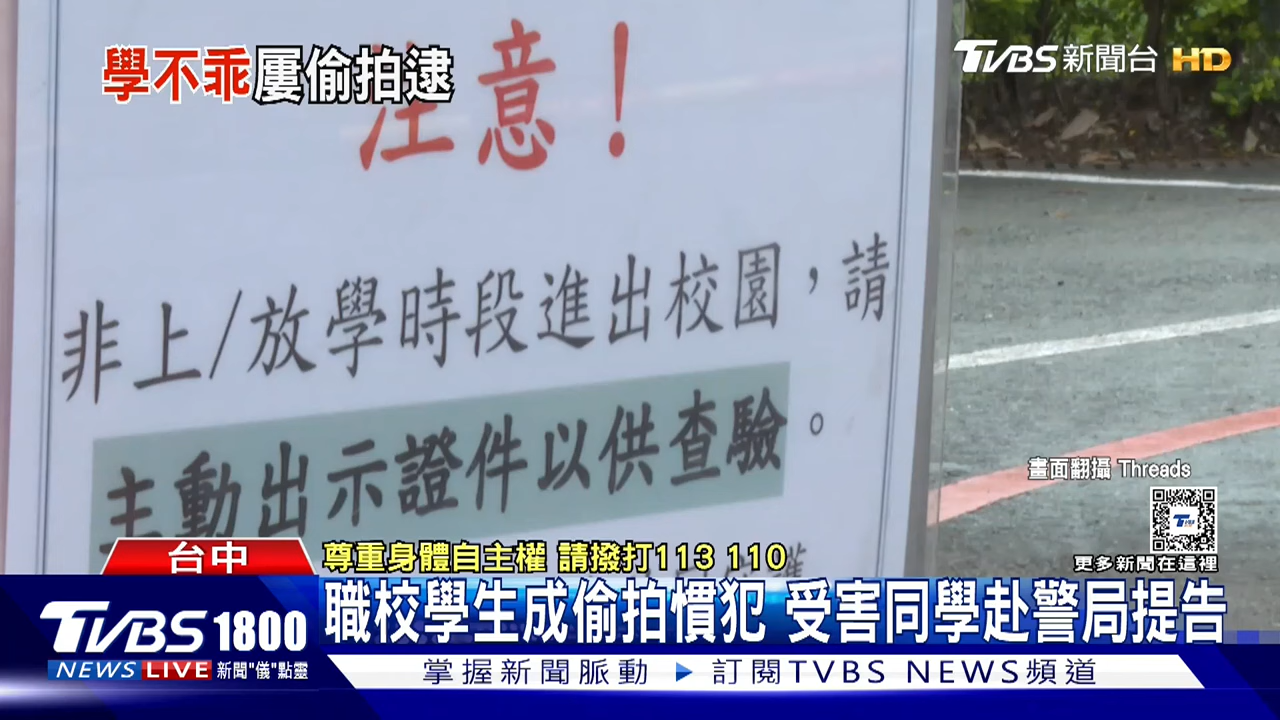 學不乖屢偷拍逮
TVBS新聞台 HD
注意！
非上/放學時段進出校園，請
主動出示證件以供查驗。
畫面翻攝 Threads
更多新聞在這裡
台中
尊重身體自主權 請撥打113 110
職校學生成偷拍慣犯 受害同學赴警局提告
TVBS 1800
NEWS LIVE 新聞"儀"點靈
掌握新聞脈動 ▶ 訂閱TVBS NEWS頻道